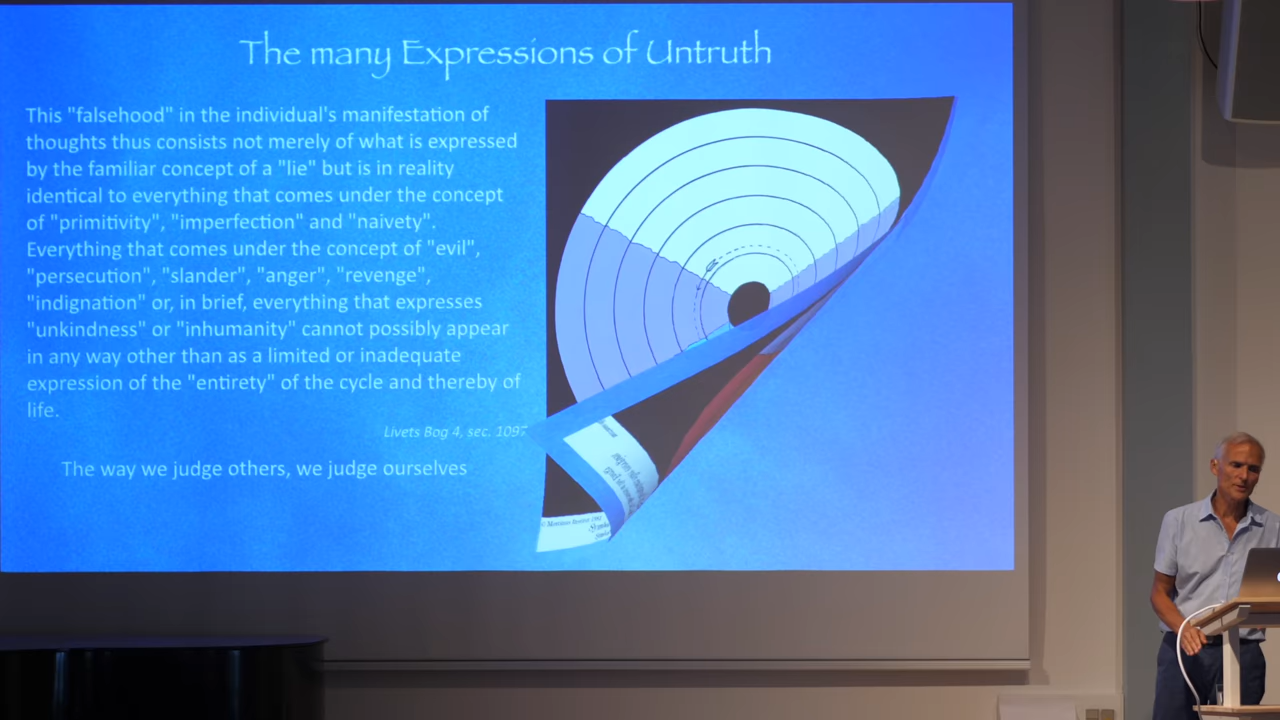 The many Expressions of Untruth
This "falsehood" in the individual's manifestation of
thoughts thus consists not merely of what is expressed
by the familiar concept of a "lie" but is in reality
identical to everything that comes under the concept
of "primitivity", "imperfection" and "naivety".
Everything that comes under the concept of "evil",
"persecution", "slander", "anger", "revenge",
"indignation" or, in brief, everything that expresses
"unkindness" or "inhumanity" cannot possibly appear
in any way other than as a limited or inadequate
expression of the "entirety" of the cycle and thereby of
life.
Livets Bog 4, sec. 1097
The way we judge others, we judge ourselves